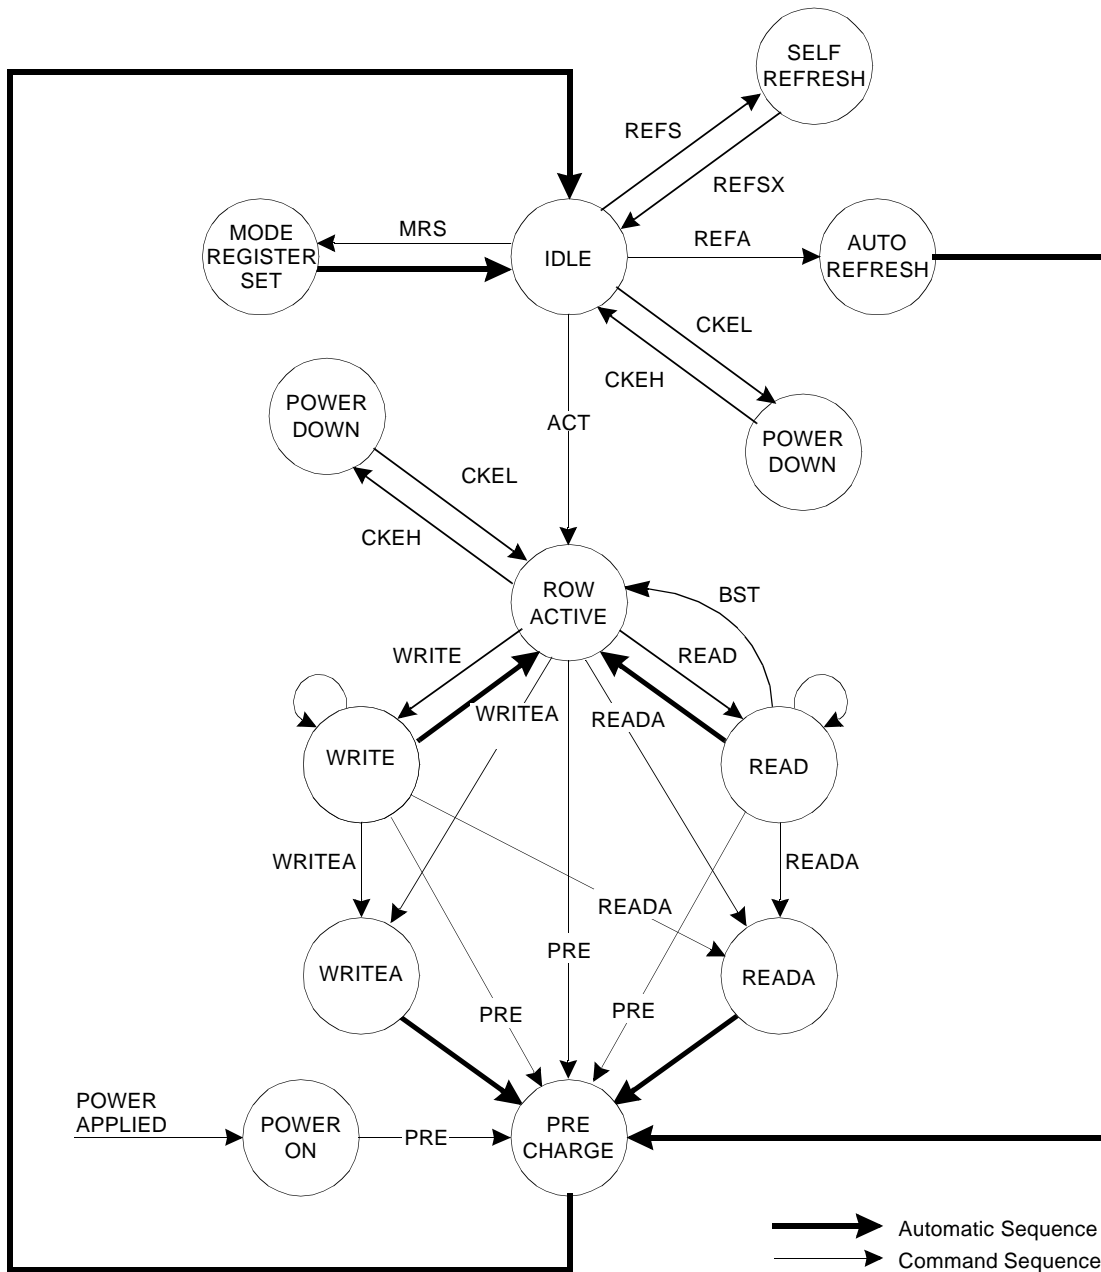 SELF
REFRESH
REFS
REFSX
MODE
REGISTER
SET
MRS
IDLE
REFA
AUTO
REFRESH
CKEL
CKEH
POWER
DOWN
ACT
POWER
DOWN
CKEL
CKEH
ROW
ACTIVE
BST
WRITE
READ
WRITEA
READA
WRITE
READ
WRITEA
READA
READA
WRITEA
PRE
READA
PRE
PRE
POWER
APPLIED
POWER
ON
PRE
PRE
CHARGE
Automatic Sequence
Command Sequence